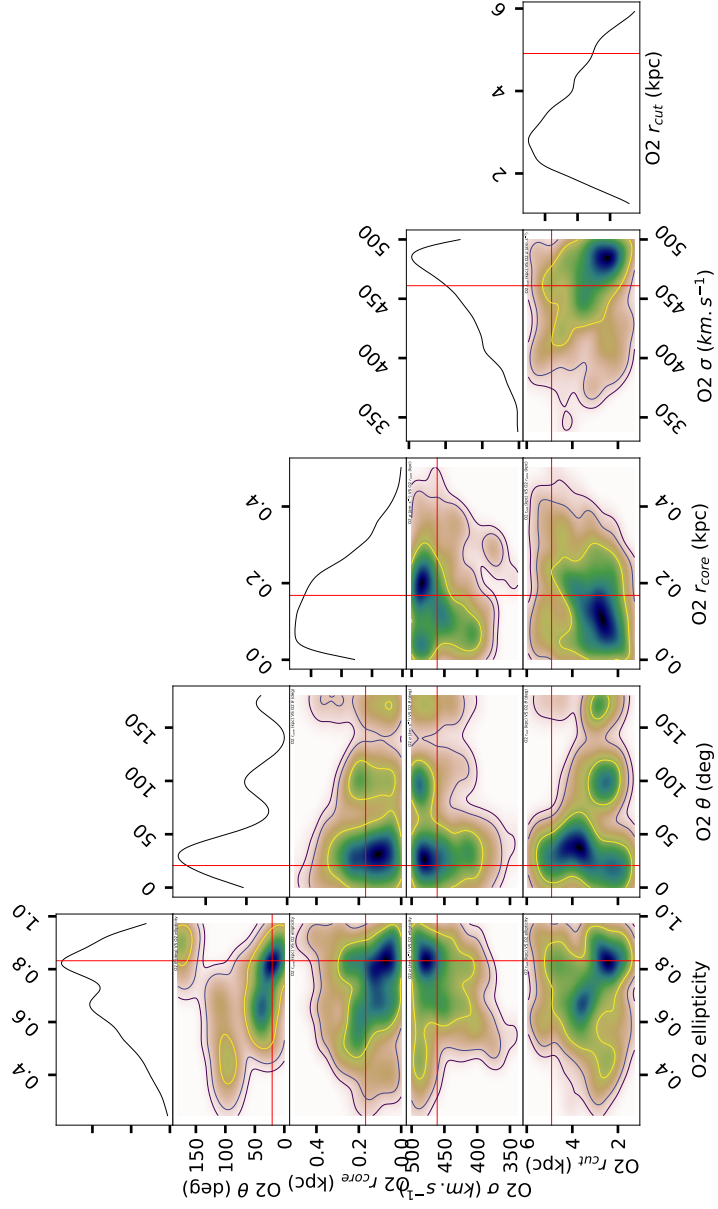 2 4 6
O2 r_cut (kpc)
350 400 450 500
O2 σ (km.s⁻¹)
0.0 0.2 0.4
O2 r_core (kpc)
0 50 100 150
O2 θ (deg)
0.4 0.6 0.8 1.0
O2 ellipticity
0 50 100 150
O2 θ (deg)
0.0 0.2 0.4
O2 r_core (kpc)
350 400 450 500
O2 σ (km.s⁻¹)
2 4 6
O2 r_cut (kpc)